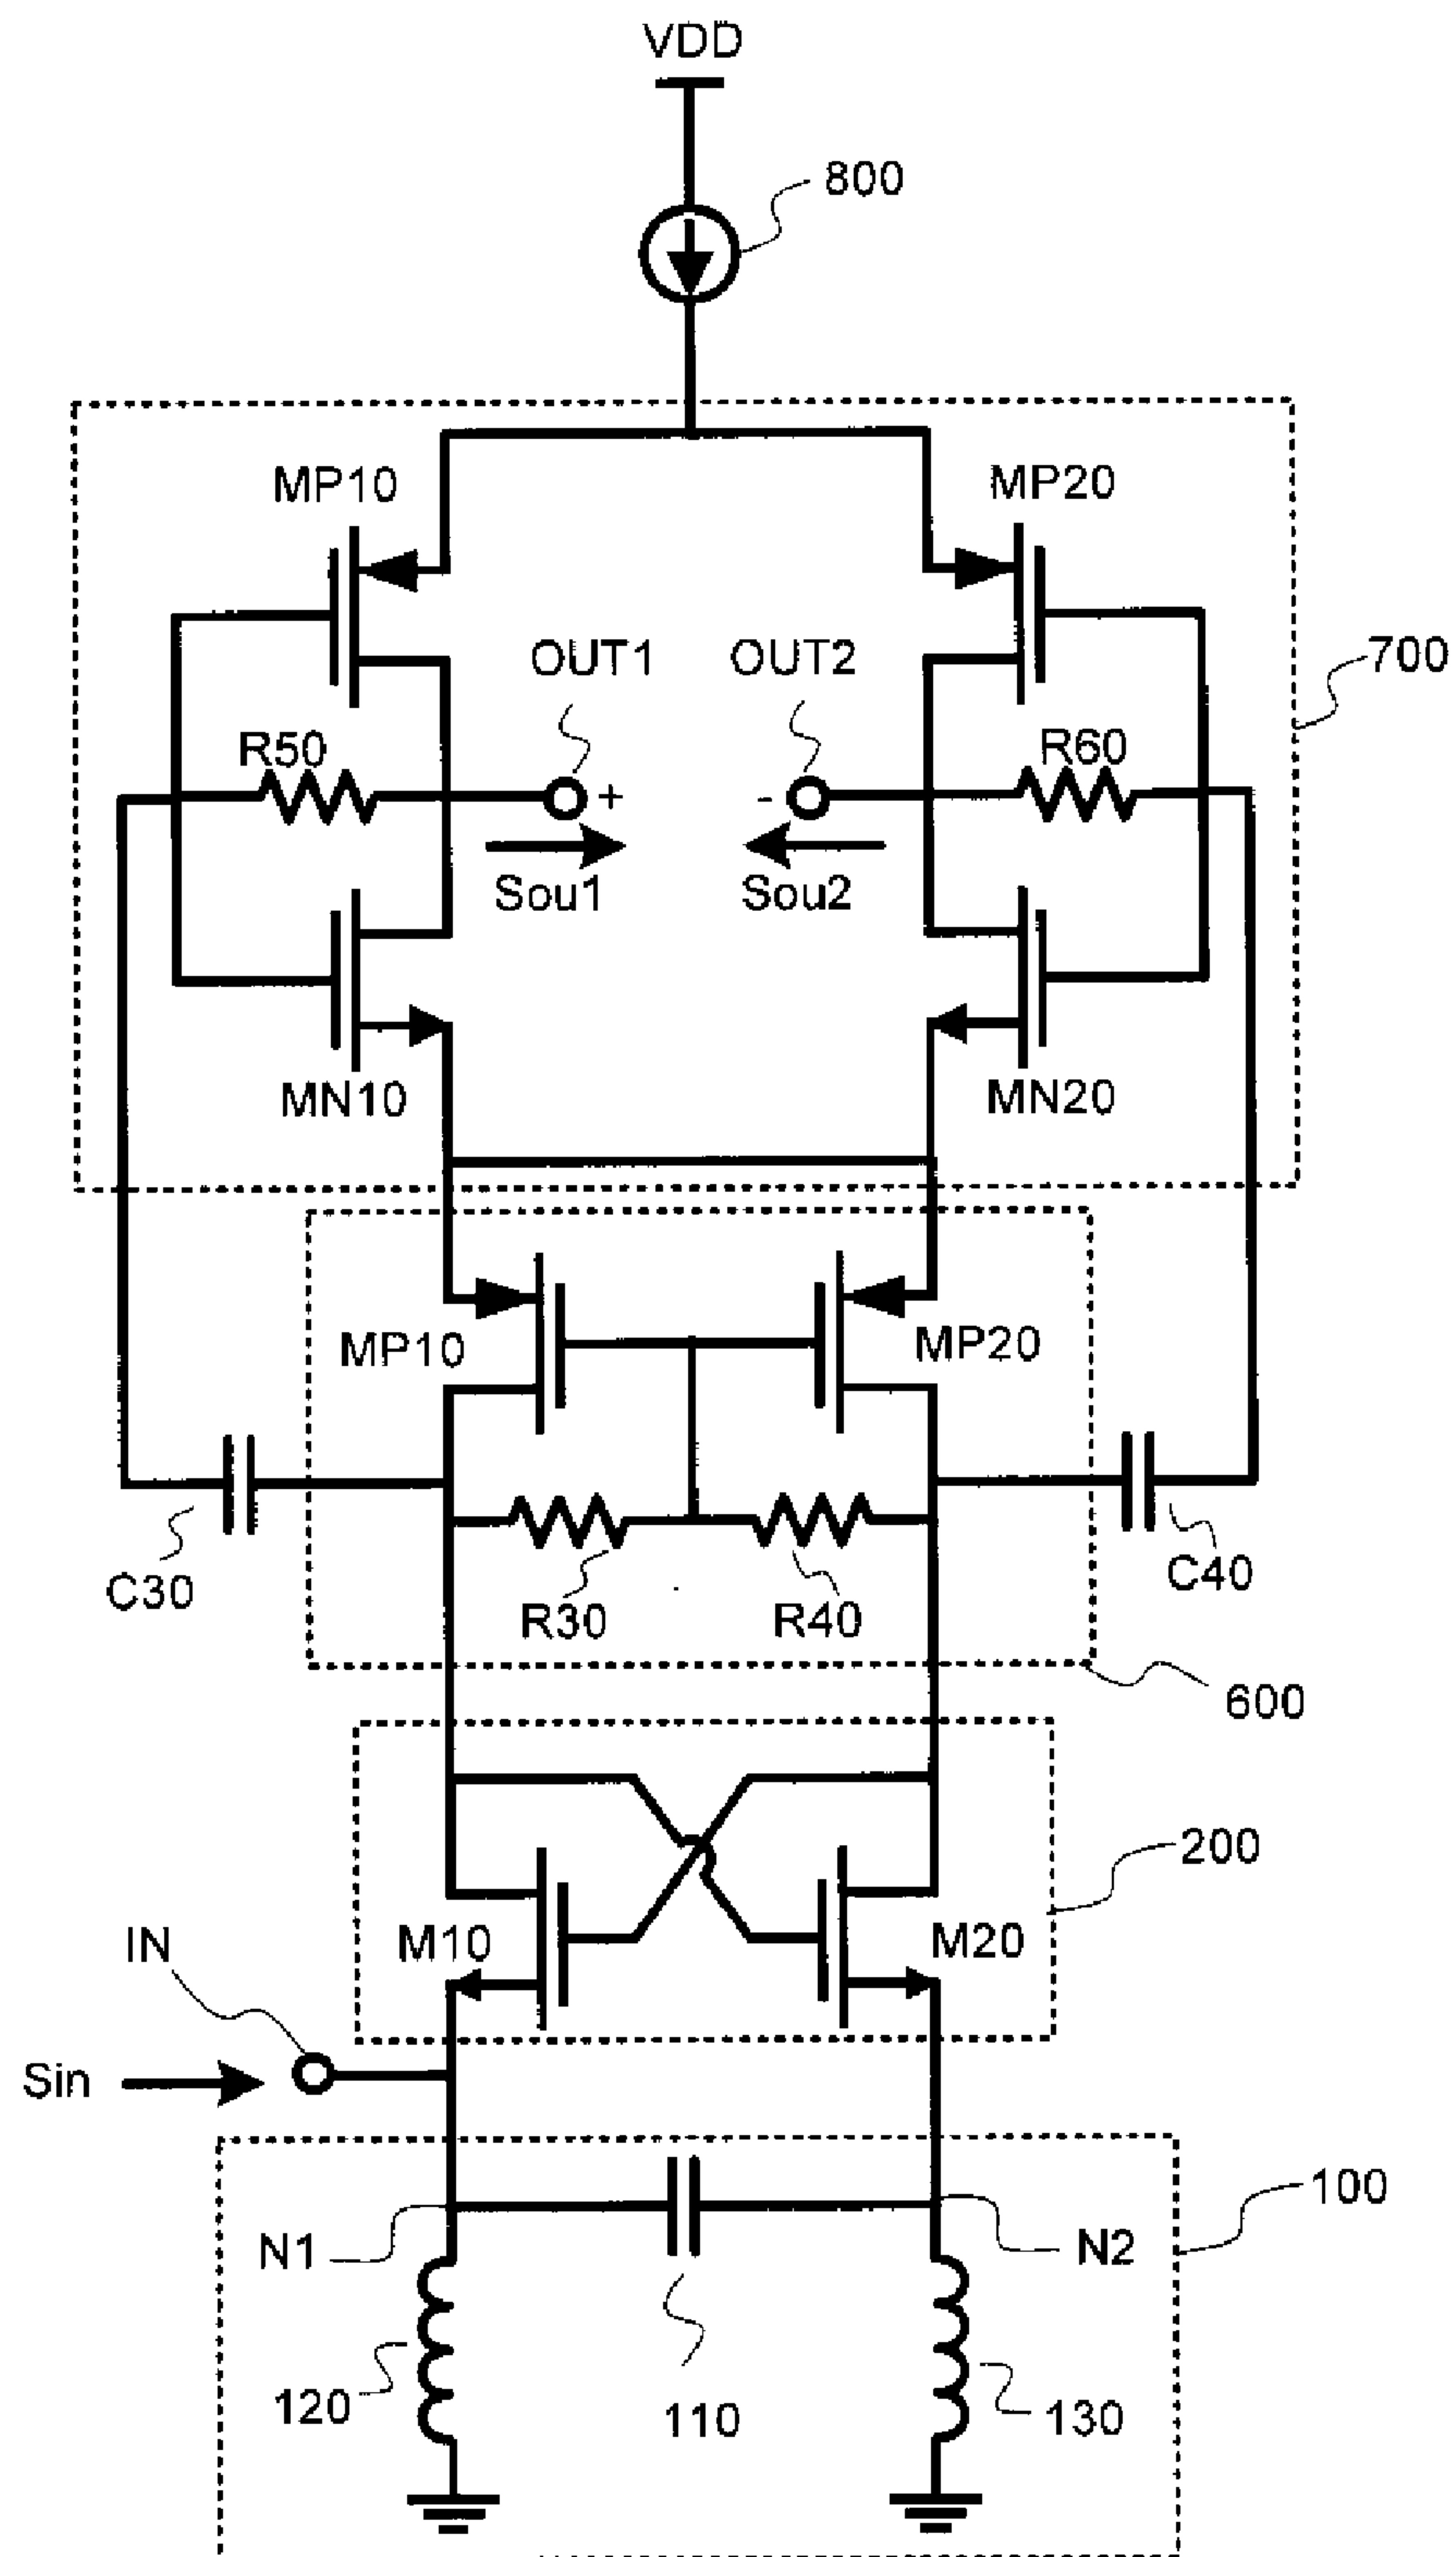 VDD
800
MP10
MP20
OUT1
OUT2
700
R50
R60
+
-
Sou1
Sou2
MN10
MN20
MP10
MP20
C30
C40
R30
R40
600
200
IN
M10
M20
Sin
100
N1
N2
120
110
130